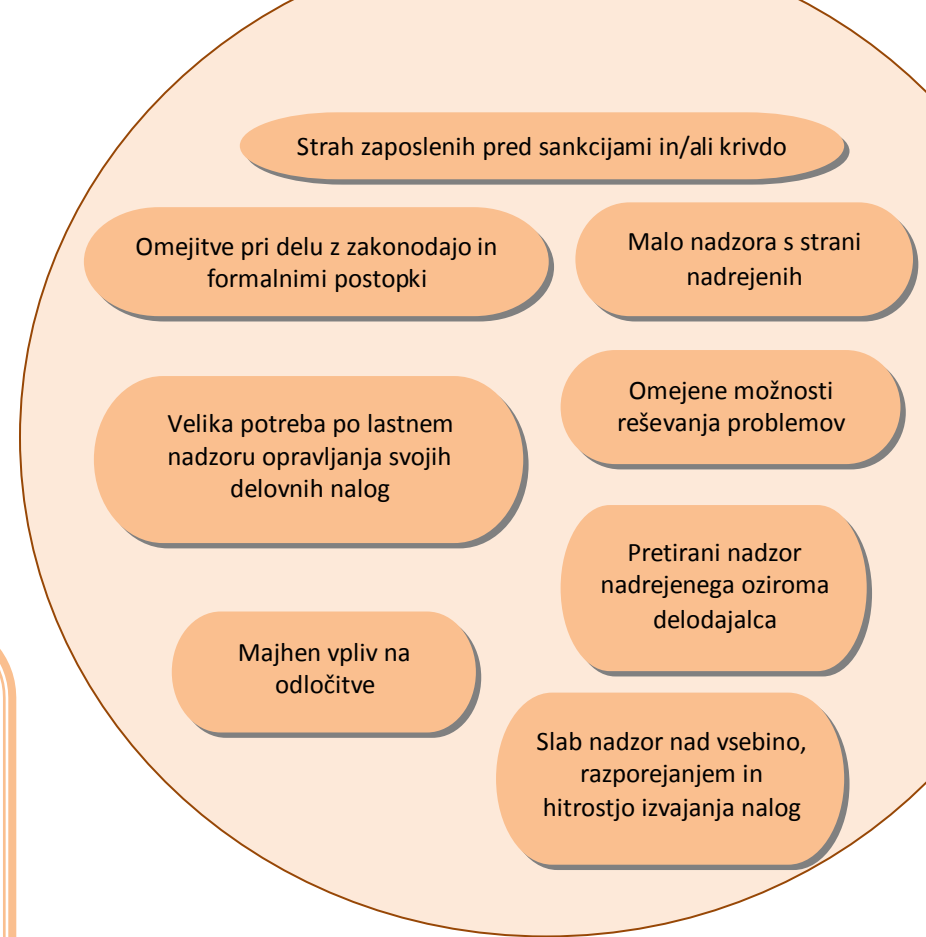 Strah zaposlenih pred sankcijami in/ali krivdo
Omejitve pri delu z zakonodajo in
formalnimi postopki
Malo nadzora s strani
nadrejenih
Omejene možnosti
reševanja problemov
Velika potreba po lastnem
nadzoru opravljanja svojih
delovnih nalog
Pretirani nadzor
nadrejenega oziroma
delodajalca
Majhen vpliv na
odločitve
Slab nadzor nad vsebino,
razporejanjem in
hitrostjo izvajanja nalog